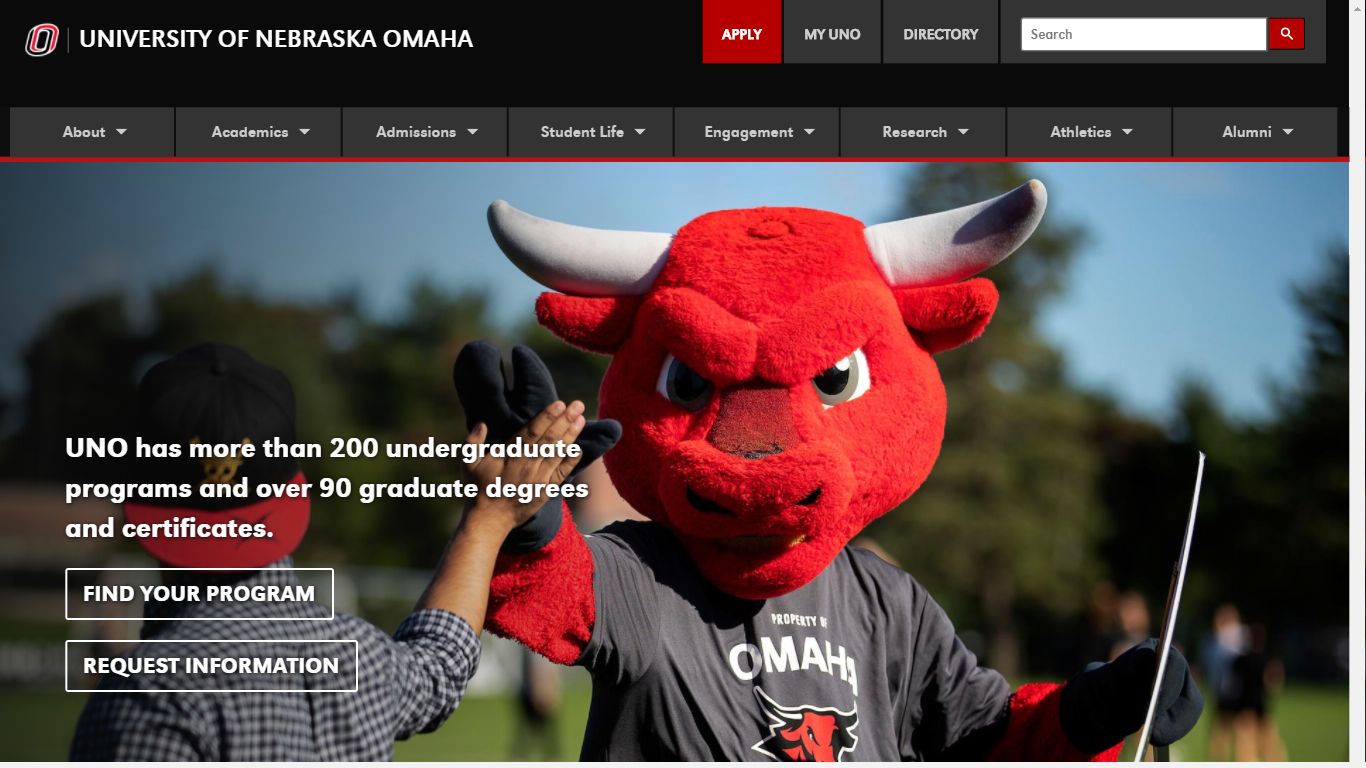 O
UNIVERSITY OF NEBRASKA OMAHA
APPLY
MY UNO
DIRECTORY
Search
About
Academics
Admissions
Student Life
Engagement
Research
Athletics
Alumni
UNO has more than 200 undergraduate
programs and over 90 graduate degrees
and certificates.
FIND YOUR PROGRAM
REQUEST INFORMATION
PROPERTY OF
OMAHA